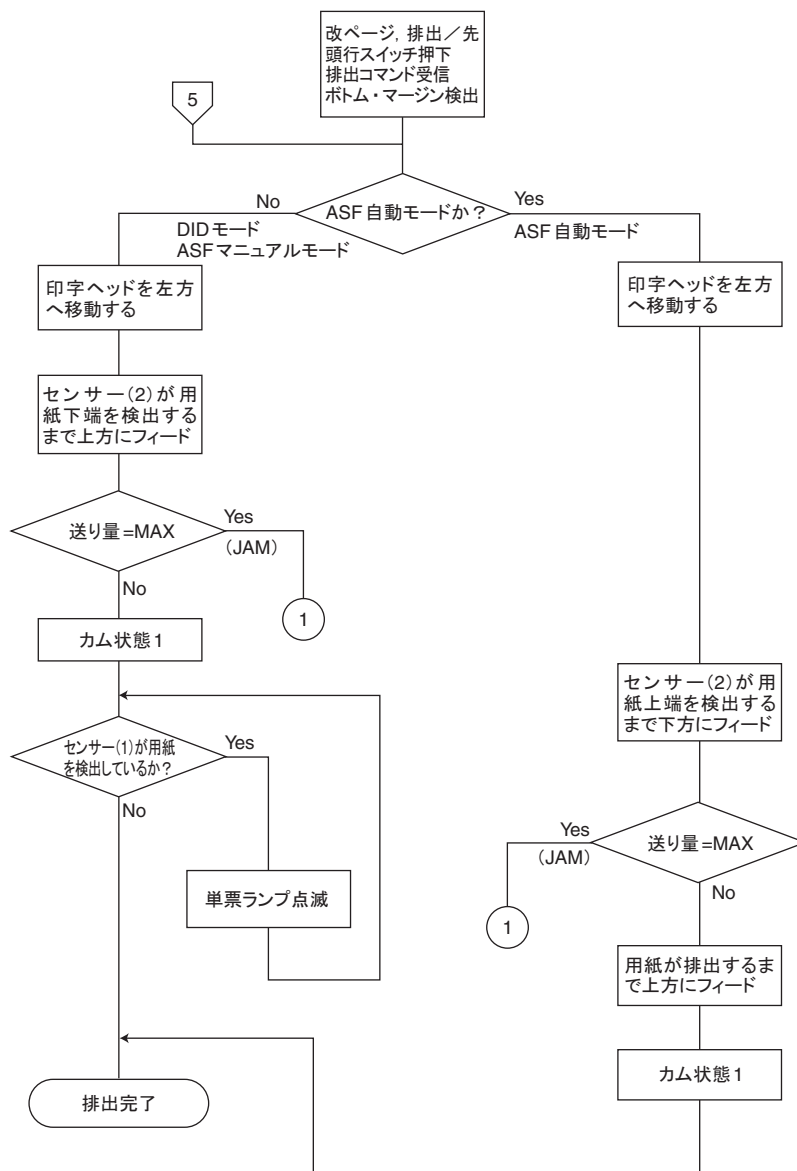 改ページ, 排出／先
頭行スイッチ押下
排出コマンド受信
ボトム・マージン検出
5
ASF自動モードか？
No
DIDモード
ASFマニュアルモード
Yes
ASF自動モード
印字ヘッドを左方
へ移動する
センサー(2)が用
紙下端を検出する
まで上方にフィード
送り量=MAX
Yes
(JAM)
1
No
カム状態1
センサー(1)が用紙
を検出しているか？
Yes
No
単票ランプ点滅
排出完了
印字ヘッドを左方
へ移動する
センサー(2)が用
紙上端を検出する
まで下方にフィード
送り量=MAX
Yes
(JAM)
1
No
用紙が排出するま
で上方にフィード
カム状態1